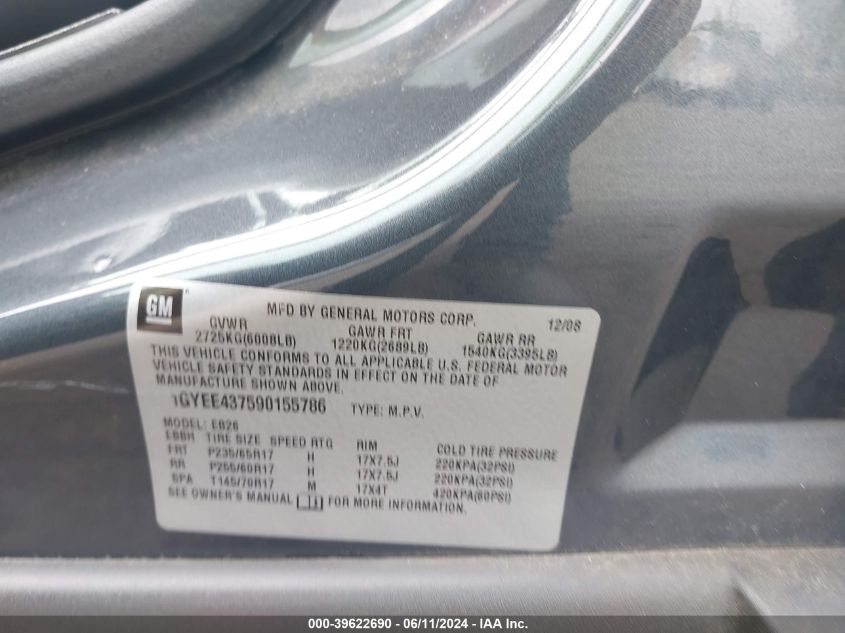 GM
MFD BY GENERAL MOTORS CORP. 12/08
GVWR GAWR FRT GAWR RR
2725KG(6008LB) 1220KG(2689LB) 1540KG(3395LB)
THIS VEHICLE CONFORMS TO ALL APPLICABLE U.S. FEDERAL MOTOR
VEHICLE SAFETY STANDARDS IN EFFECT ON THE DATE OF
MANUFACTURE SHOWN ABOVE.
1GYEE437590155786 TYPE: M.P.V.
MODEL: E826
EBBH TIRE SIZE SPEED RTG RIM COLD TIRE PRESSURE
FRT P235/65R17 H 17X7.5J 220KPA(32PSI)
RR P255/60R17 H 17X7.5J 220KPA(32PSI)
SPA T145/70R17 M 17X4T 420KPA(60PSI)
SEE OWNER'S MANUAL FOR MORE INFORMATION.
000-39622690 - 06/11/2024 - IAA Inc.